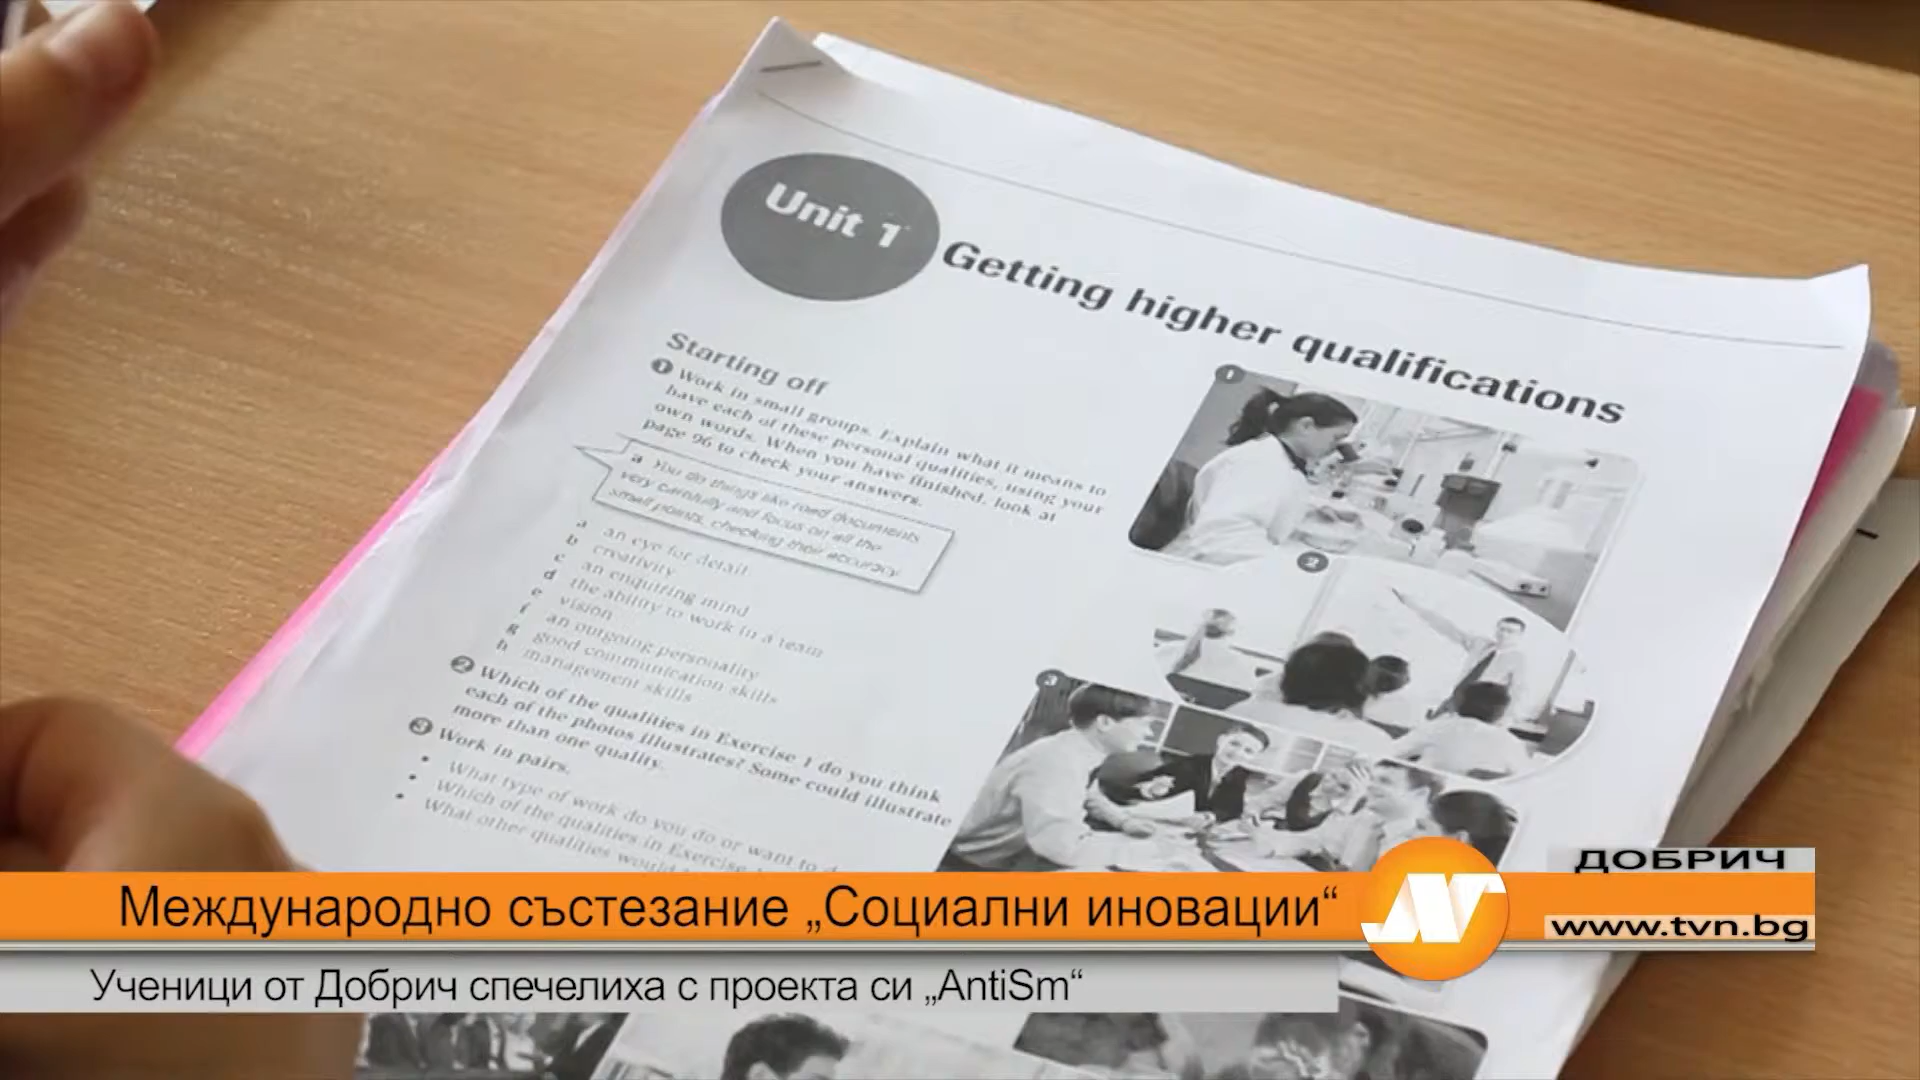 Unit 1
Getting higher qualifications
Starting off
1 Work in small groups. Explain what it means to
have each of these personal qualities, using your
own words. When you have finished, look at
page 96 to check your answers.
a You do things like read documents
very carefully and focus on all the
small points, checking their accuracy
a an eye for detail
b creativity
c an enquiring mind
d the ability to work in a team
e vision
f an outgoing personality
g good communication skills
h management skills
2 Which of the qualities in Exercise 1 do you think
each of the photos illustrates? Some could illustrate
more than one quality.
3 Work in pairs.
• What type of work do you do or want to
• Which of the qualities in Exercise
• What other qualities would
1
2
3
Международно състезание „Социални иновации“
Ученици от Добрич спечелиха с проекта си „AntiSm“
ДОБРИЧ
www.tvn.bg